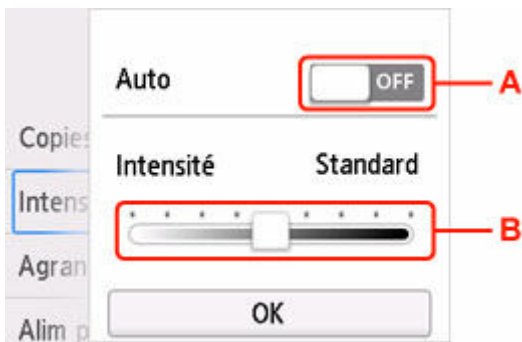 Auto
OFF
A
Copies
Intensité
Standard
Intens
B
Agran
OK
Alim p